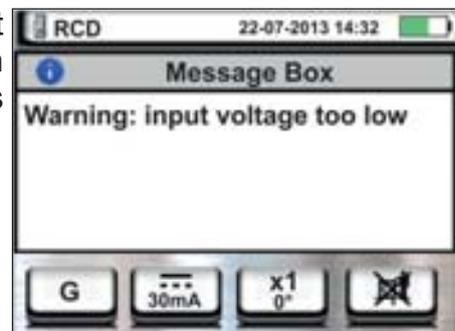 RCD 22-07-2013 14:32
Message Box
Warning: input voltage too low
G
30mA
x1
0°